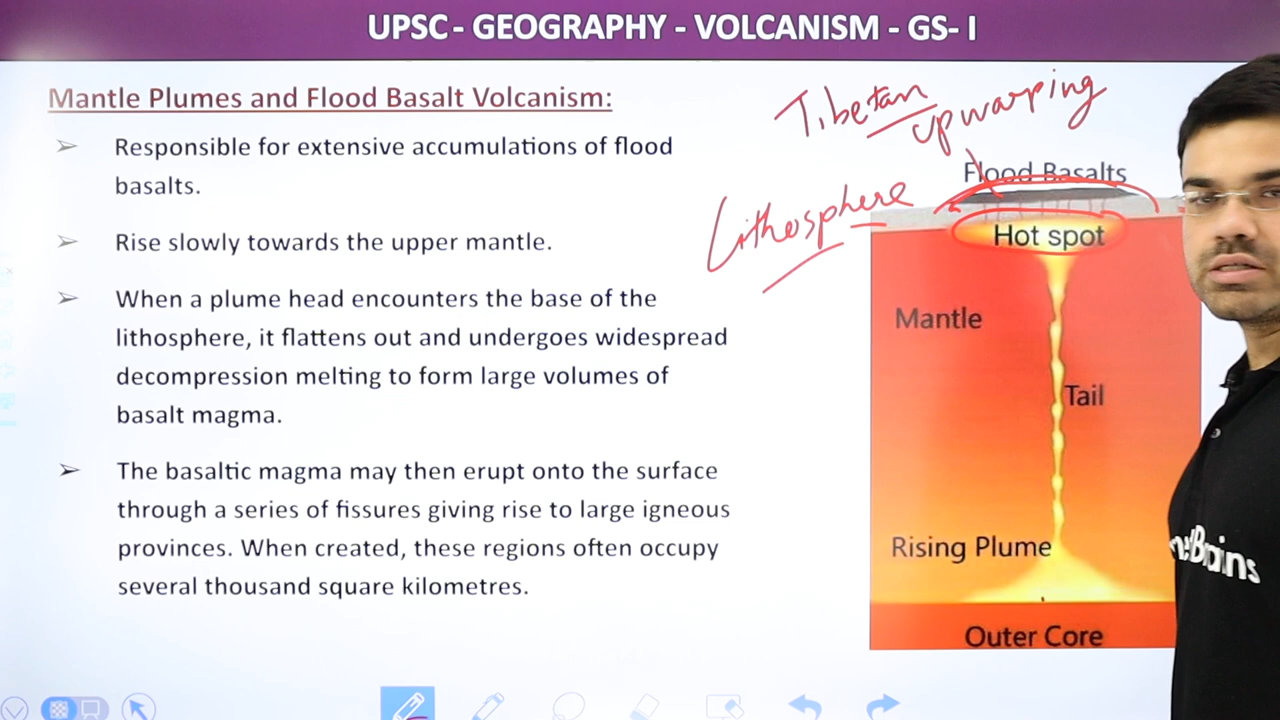 UPSC - GEOGRAPHY - VOLCANISM - GS- I
Mantle Plumes and Flood Basalt Volcanism:
➢ Responsible for extensive accumulations of flood
basalts.
➢ Rise slowly towards the upper mantle.
➢ When a plume head encounters the base of the
lithosphere, it flattens out and undergoes widespread
decompression melting to form large volumes of
basalt magma.
➢ The basaltic magma may then erupt onto the surface
through a series of fissures giving rise to large igneous
provinces. When created, these regions often occupy
several thousand square kilometres.
Tibetan
upwarping
Lithosphere
Flood Basalts
Hot spot
Mantle
Tail
Rising Plume
Outer Core
Brains